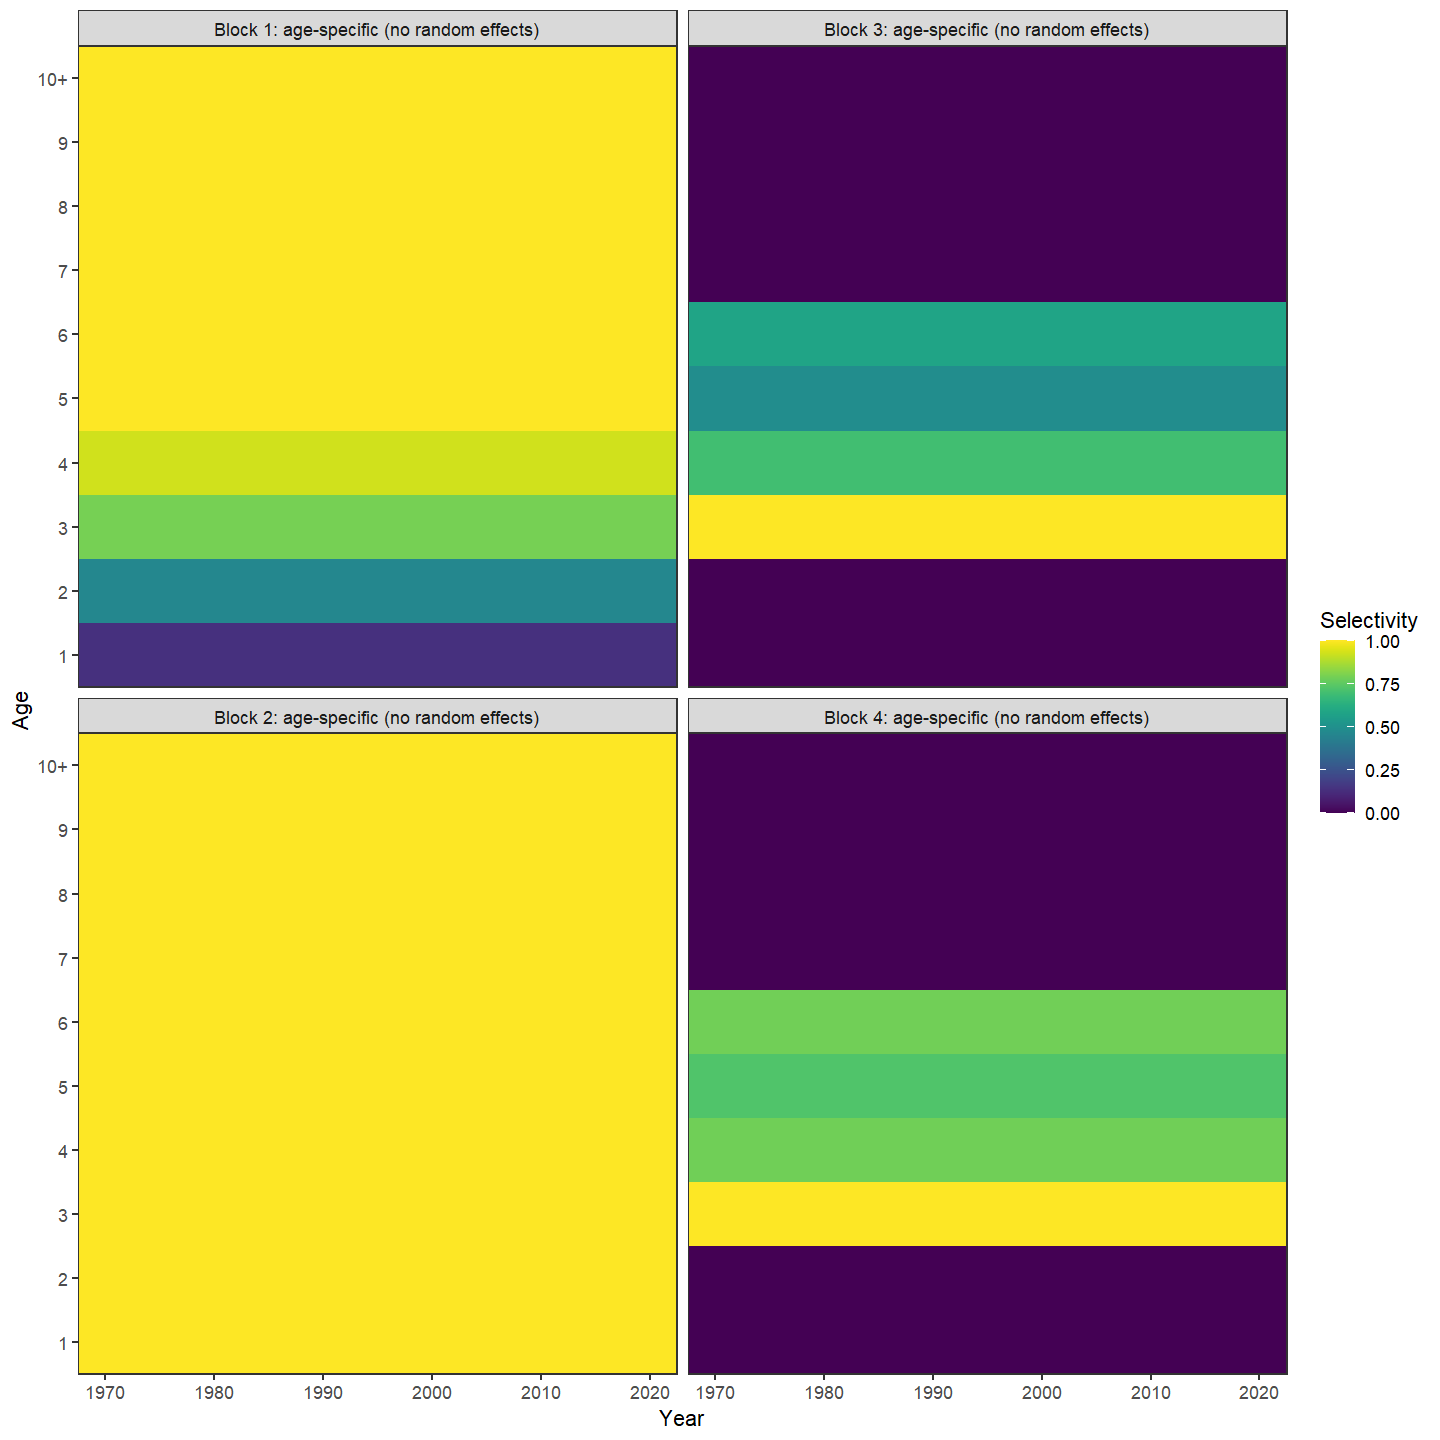 Block 1: age-specific (no random effects)
Block 3: age-specific (no random effects)
10+
9
8
7
6
5
4
3
2
1
Block 2: age-specific (no random effects)
Block 4: age-specific (no random effects)
10+
9
8
7
6
5
4
3
2
1
Age
1970 1980 1990 2000 2010 2020
1970 1980 1990 2000 2010 2020
Year
Selectivity
1.00
0.75
0.50
0.25
0.00